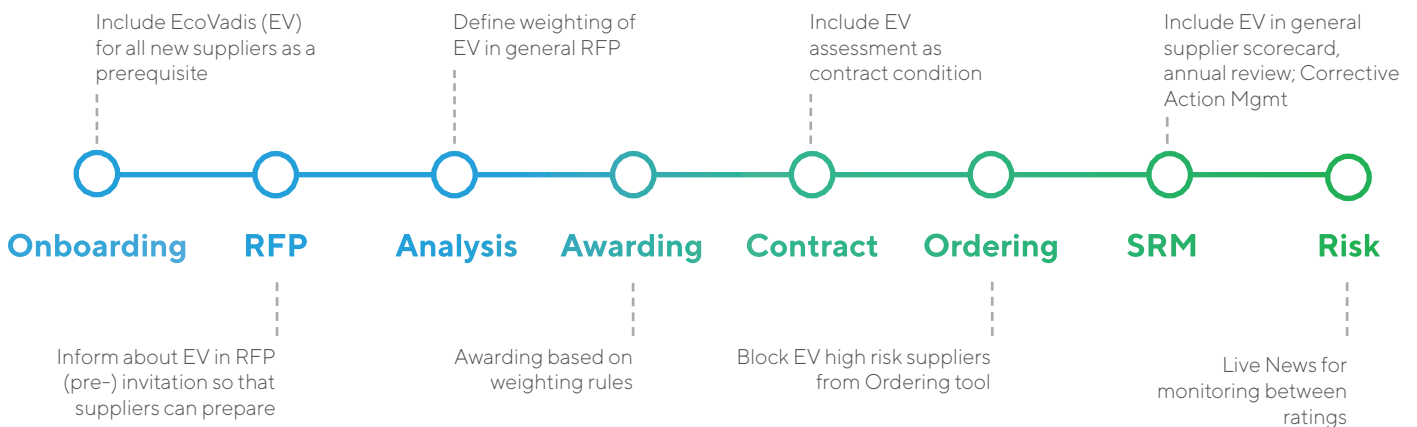 Include EcoVadis (EV)
for all new suppliers as a
prerequisite
Define weighting of
EV in general RFP
Include EV
assessment as
contract condition
Include EV in general
supplier scorecard,
annual review; Corrective
Action Mgmt
Onboarding
RFP
Analysis
Awarding
Contract
Ordering
SRM
Risk
Inform about EV in RFP
(pre-) invitation so that
suppliers can prepare
Awarding based on
weighting rules
Block EV high risk suppliers
from Ordering tool
Live News for
monitoring between
ratings